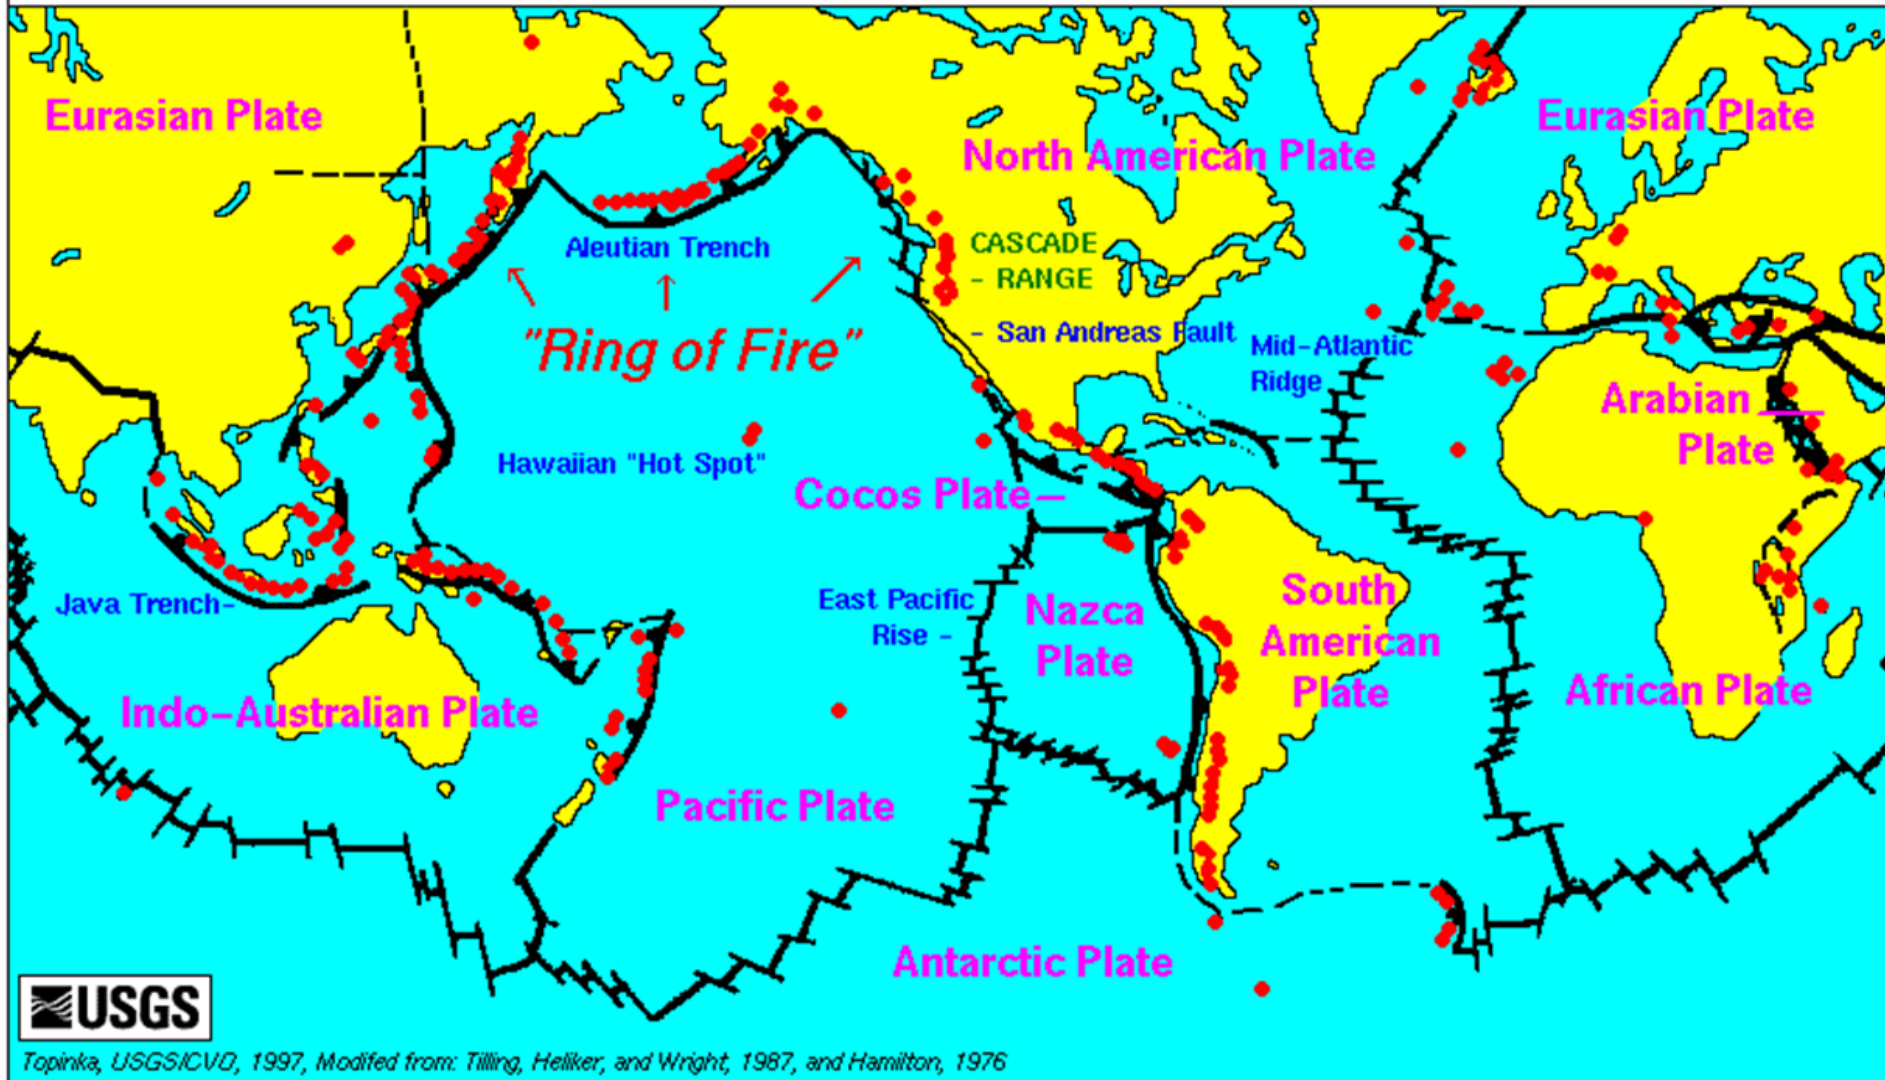 Eurasian Plate
Eurasian Plate
North American Plate
Aleutian Trench
CASCADE
- RANGE
"Ring of Fire"
- San Andreas Fault
Mid-Atlantic
Ridge
Arabian
Plate
Hawaiian "Hot Spot"
Cocos Plate
Java Trench-
East Pacific
Rise -
Nazca
Plate
South
American
Plate
African Plate
Indo-Australian Plate
Pacific Plate
Antarctic Plate
USGS
Topinka, USGS/CVO, 1997, Modifed from: Tilling, Heliker, and Wright, 1987, and Hamilton, 1976